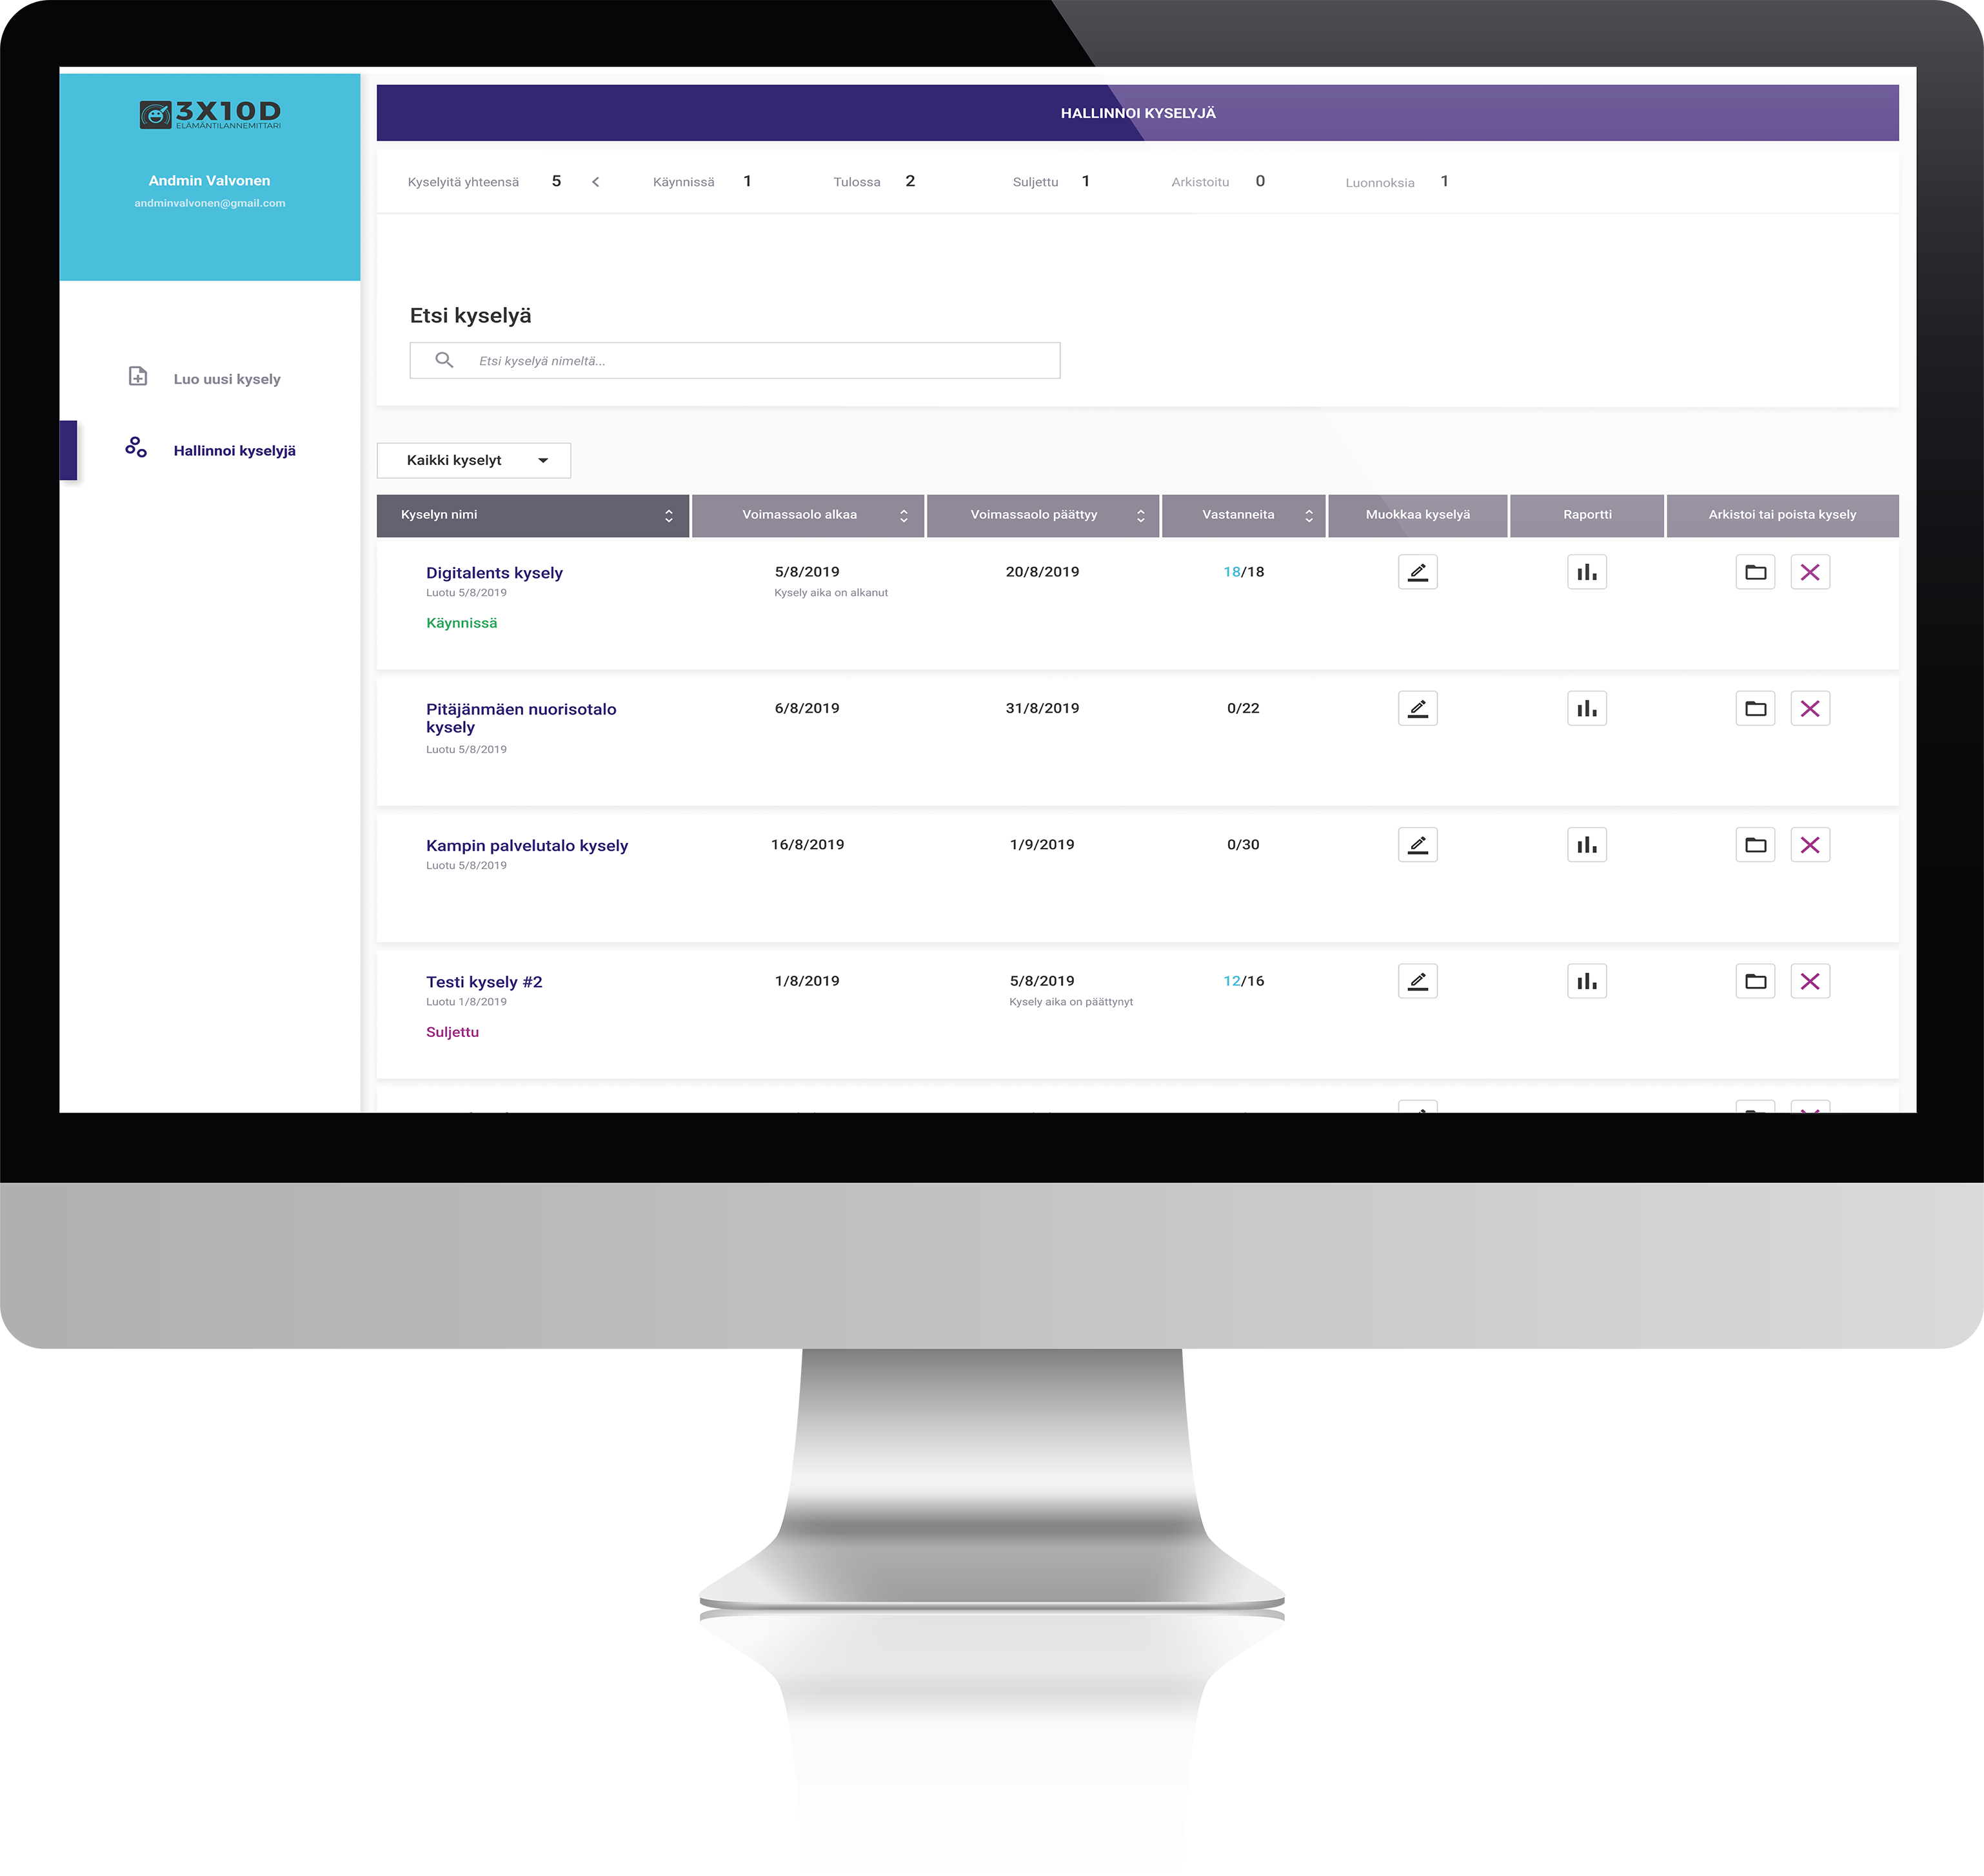 3X10D
ELÄMÄNTILANNEMITTARI
Andmin Valvonen
andminvalvonen@gmail.com
Luo uusi kysely
Hallinnoi kyselyjä
HALLINNOI KYSELYJÄ
Kyselyitä yhteensä 5 < Käynnissä 1 Tulossa 2 Suljettu 1 Arkistoitu 0 Luonnoksia 1
Etsi kyselyä
Etsi kyselyä nimeltä...
Kaikki kyselyt
Kyselyn nimi Voimassaolo alkaa Voimassaolo päättyy Vastanneita Muokkaa kyselyä Raportti Arkistoi tai poista kysely
Digitalents kysely 5/8/2019 20/8/2019 18/18
Luotu 5/8/2019 Kysely aika on alkanut
Käynnissä
Pitäjänmäen nuorisotalo 6/8/2019 31/8/2019 0/22
kysely
Luotu 5/8/2019
Kampin palvelutalo kysely 16/8/2019 1/9/2019 0/30
Luotu 5/8/2019
Testi kysely #2 1/8/2019 5/8/2019 12/16
Luotu 1/8/2019 Kysely aika on päättynyt
Suljettu